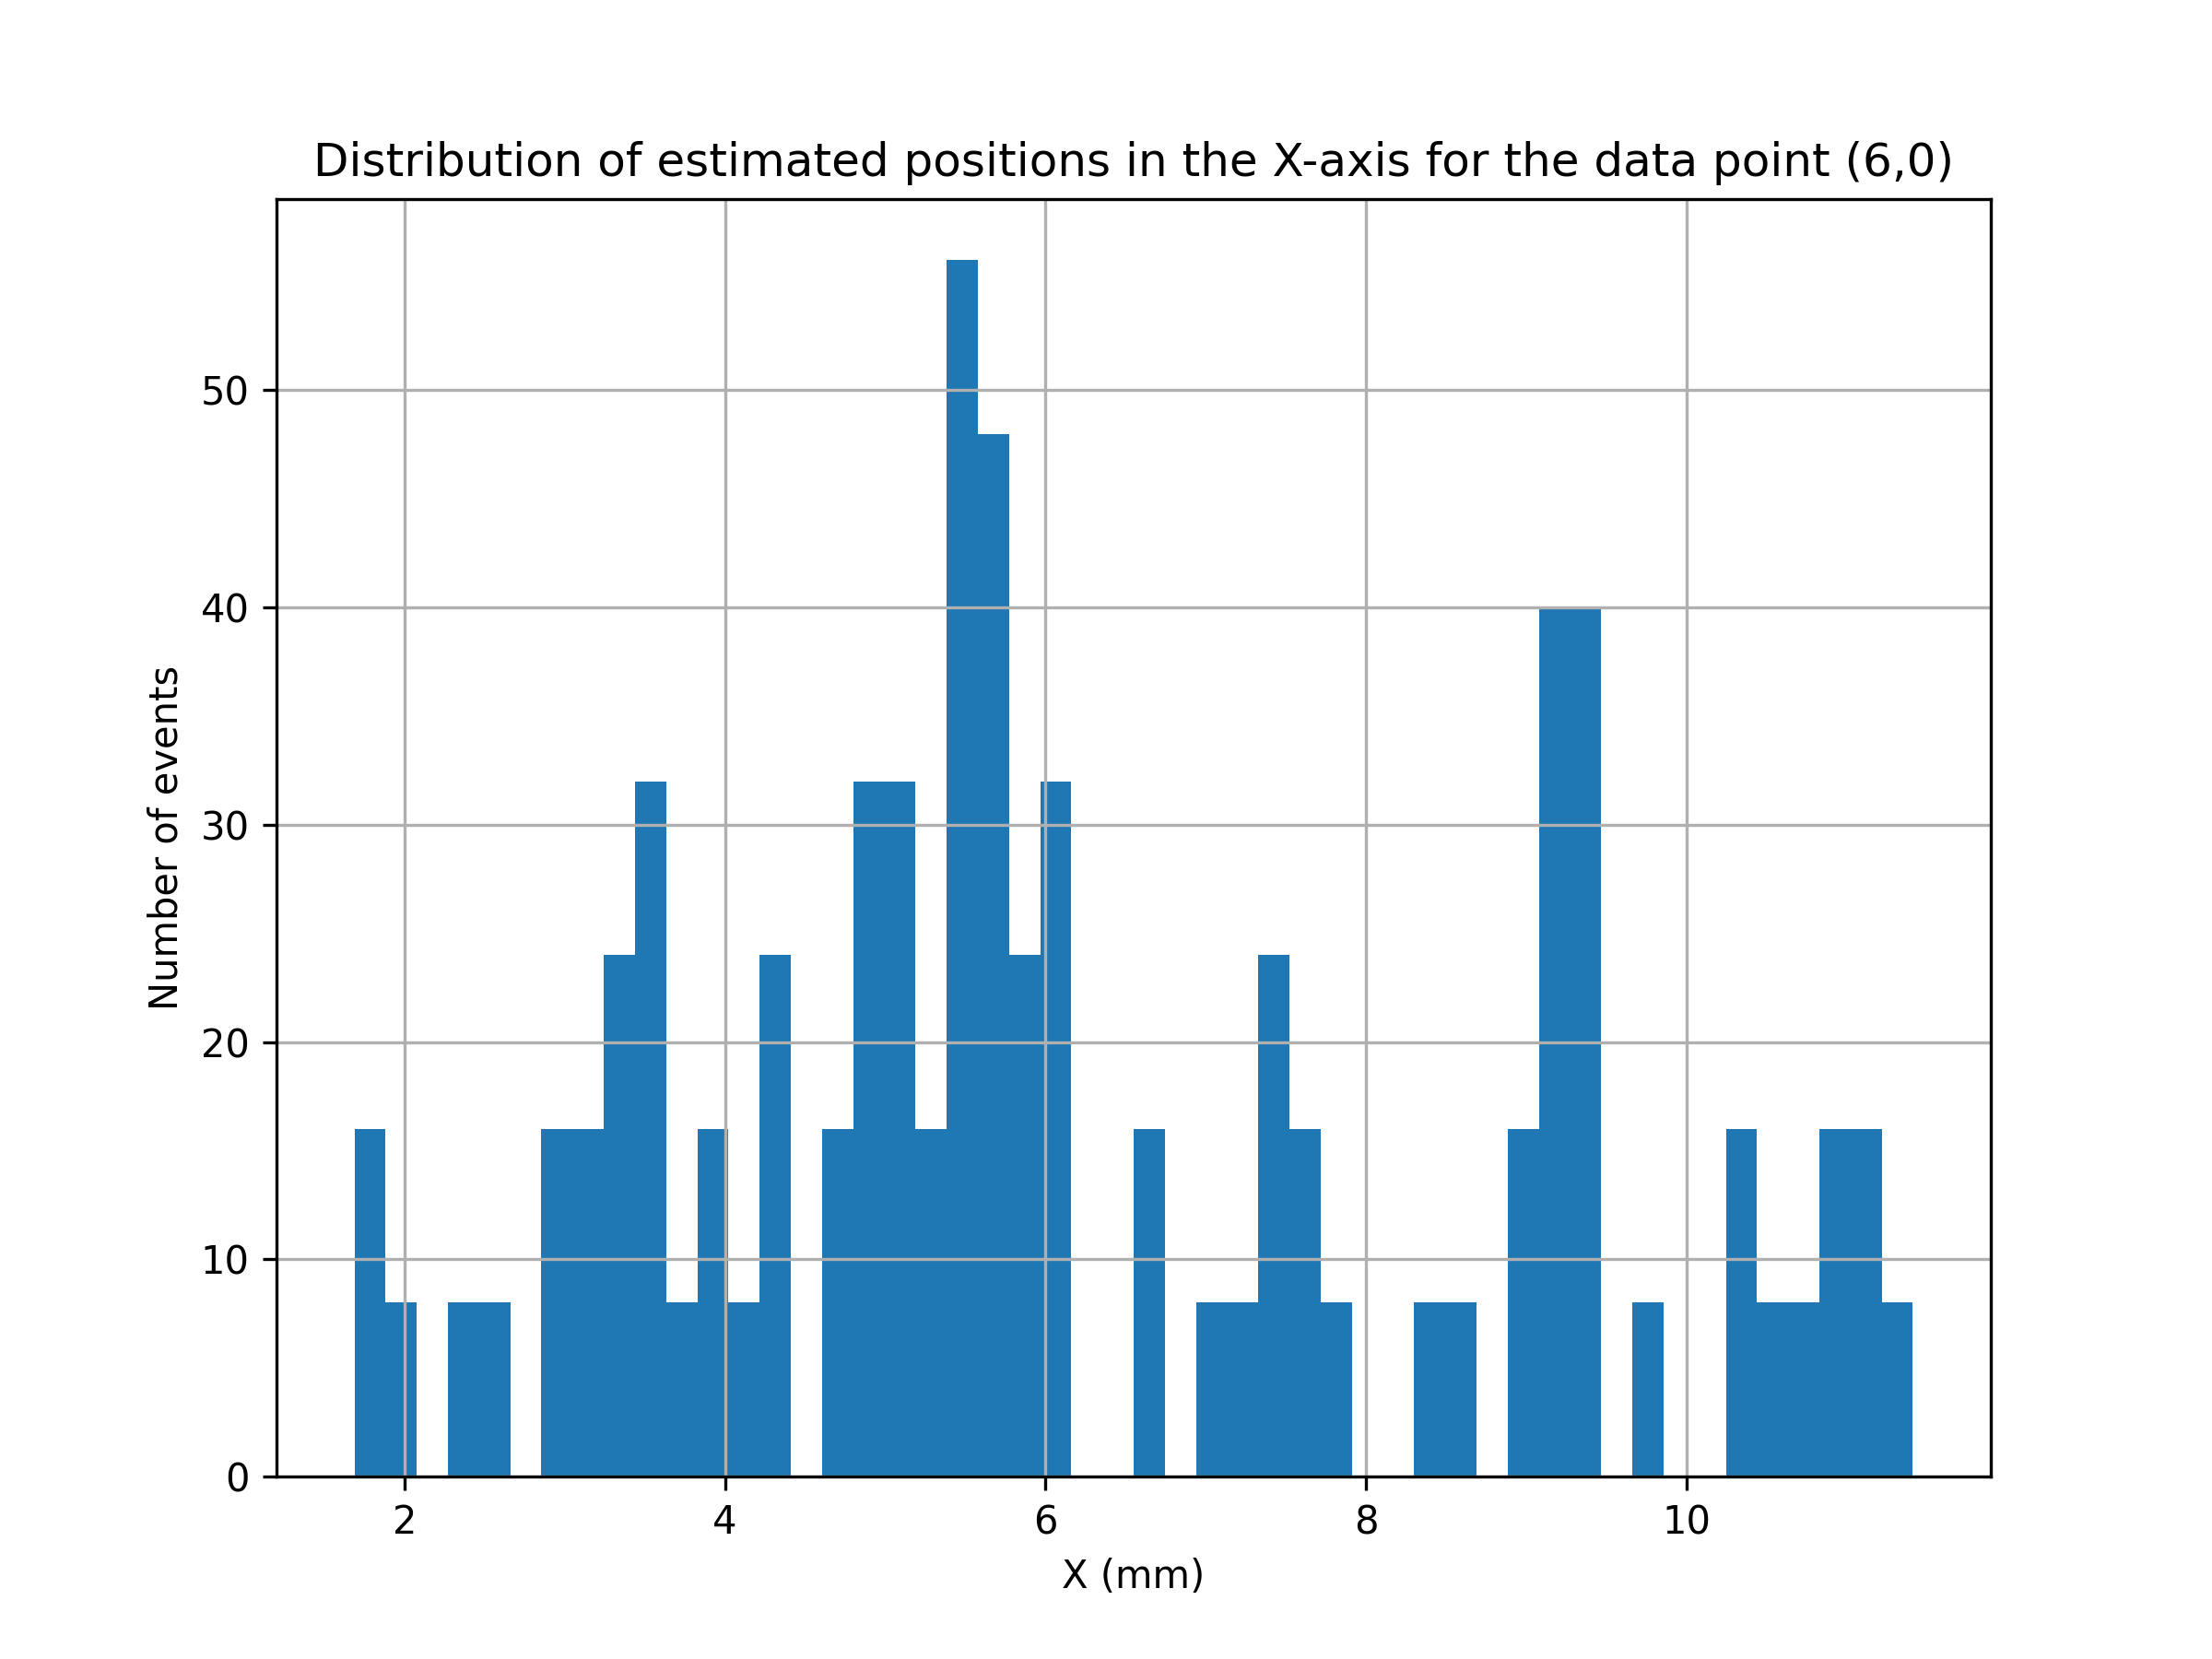 Distribution of estimated positions in the X-axis for the data point (6,0)
Number of events
50
40
30
20
10
0
2 4 6 8 10
X (mm)